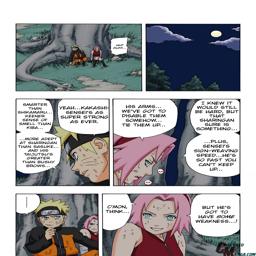 I KNEW IT
WOULD STILL
BE HARD, BUT
THAT
SHARINGAN
SURE IS
SOMETHING...
...PLUS,
SENSEI'S
SIGN-WEAVING
SPEED... HE'S
SO FAST YOU
CAN'T KEEP
UP...
HIS ARMS...
WE'VE GOT TO
DISABLE THEM
SOMEHOW...
TIE THEM UP...
YEAH... KAKASHI
SENSEI'S AS
SUPER STRONG
AS EVER.
SMARTER
THAN
SHIKAMARU...
KEENER
SENSE OF
SMELL THAN
KIBA...
...MORE ADEPT
AT SHARINGAN
THAN SASUKE...
AND HIS
GREATER
THAN
BUSHY
BROWS...
BUT HE'S
GOT TO
HAVE SOME
WEAKNESS...!
C'MON,
THINK...